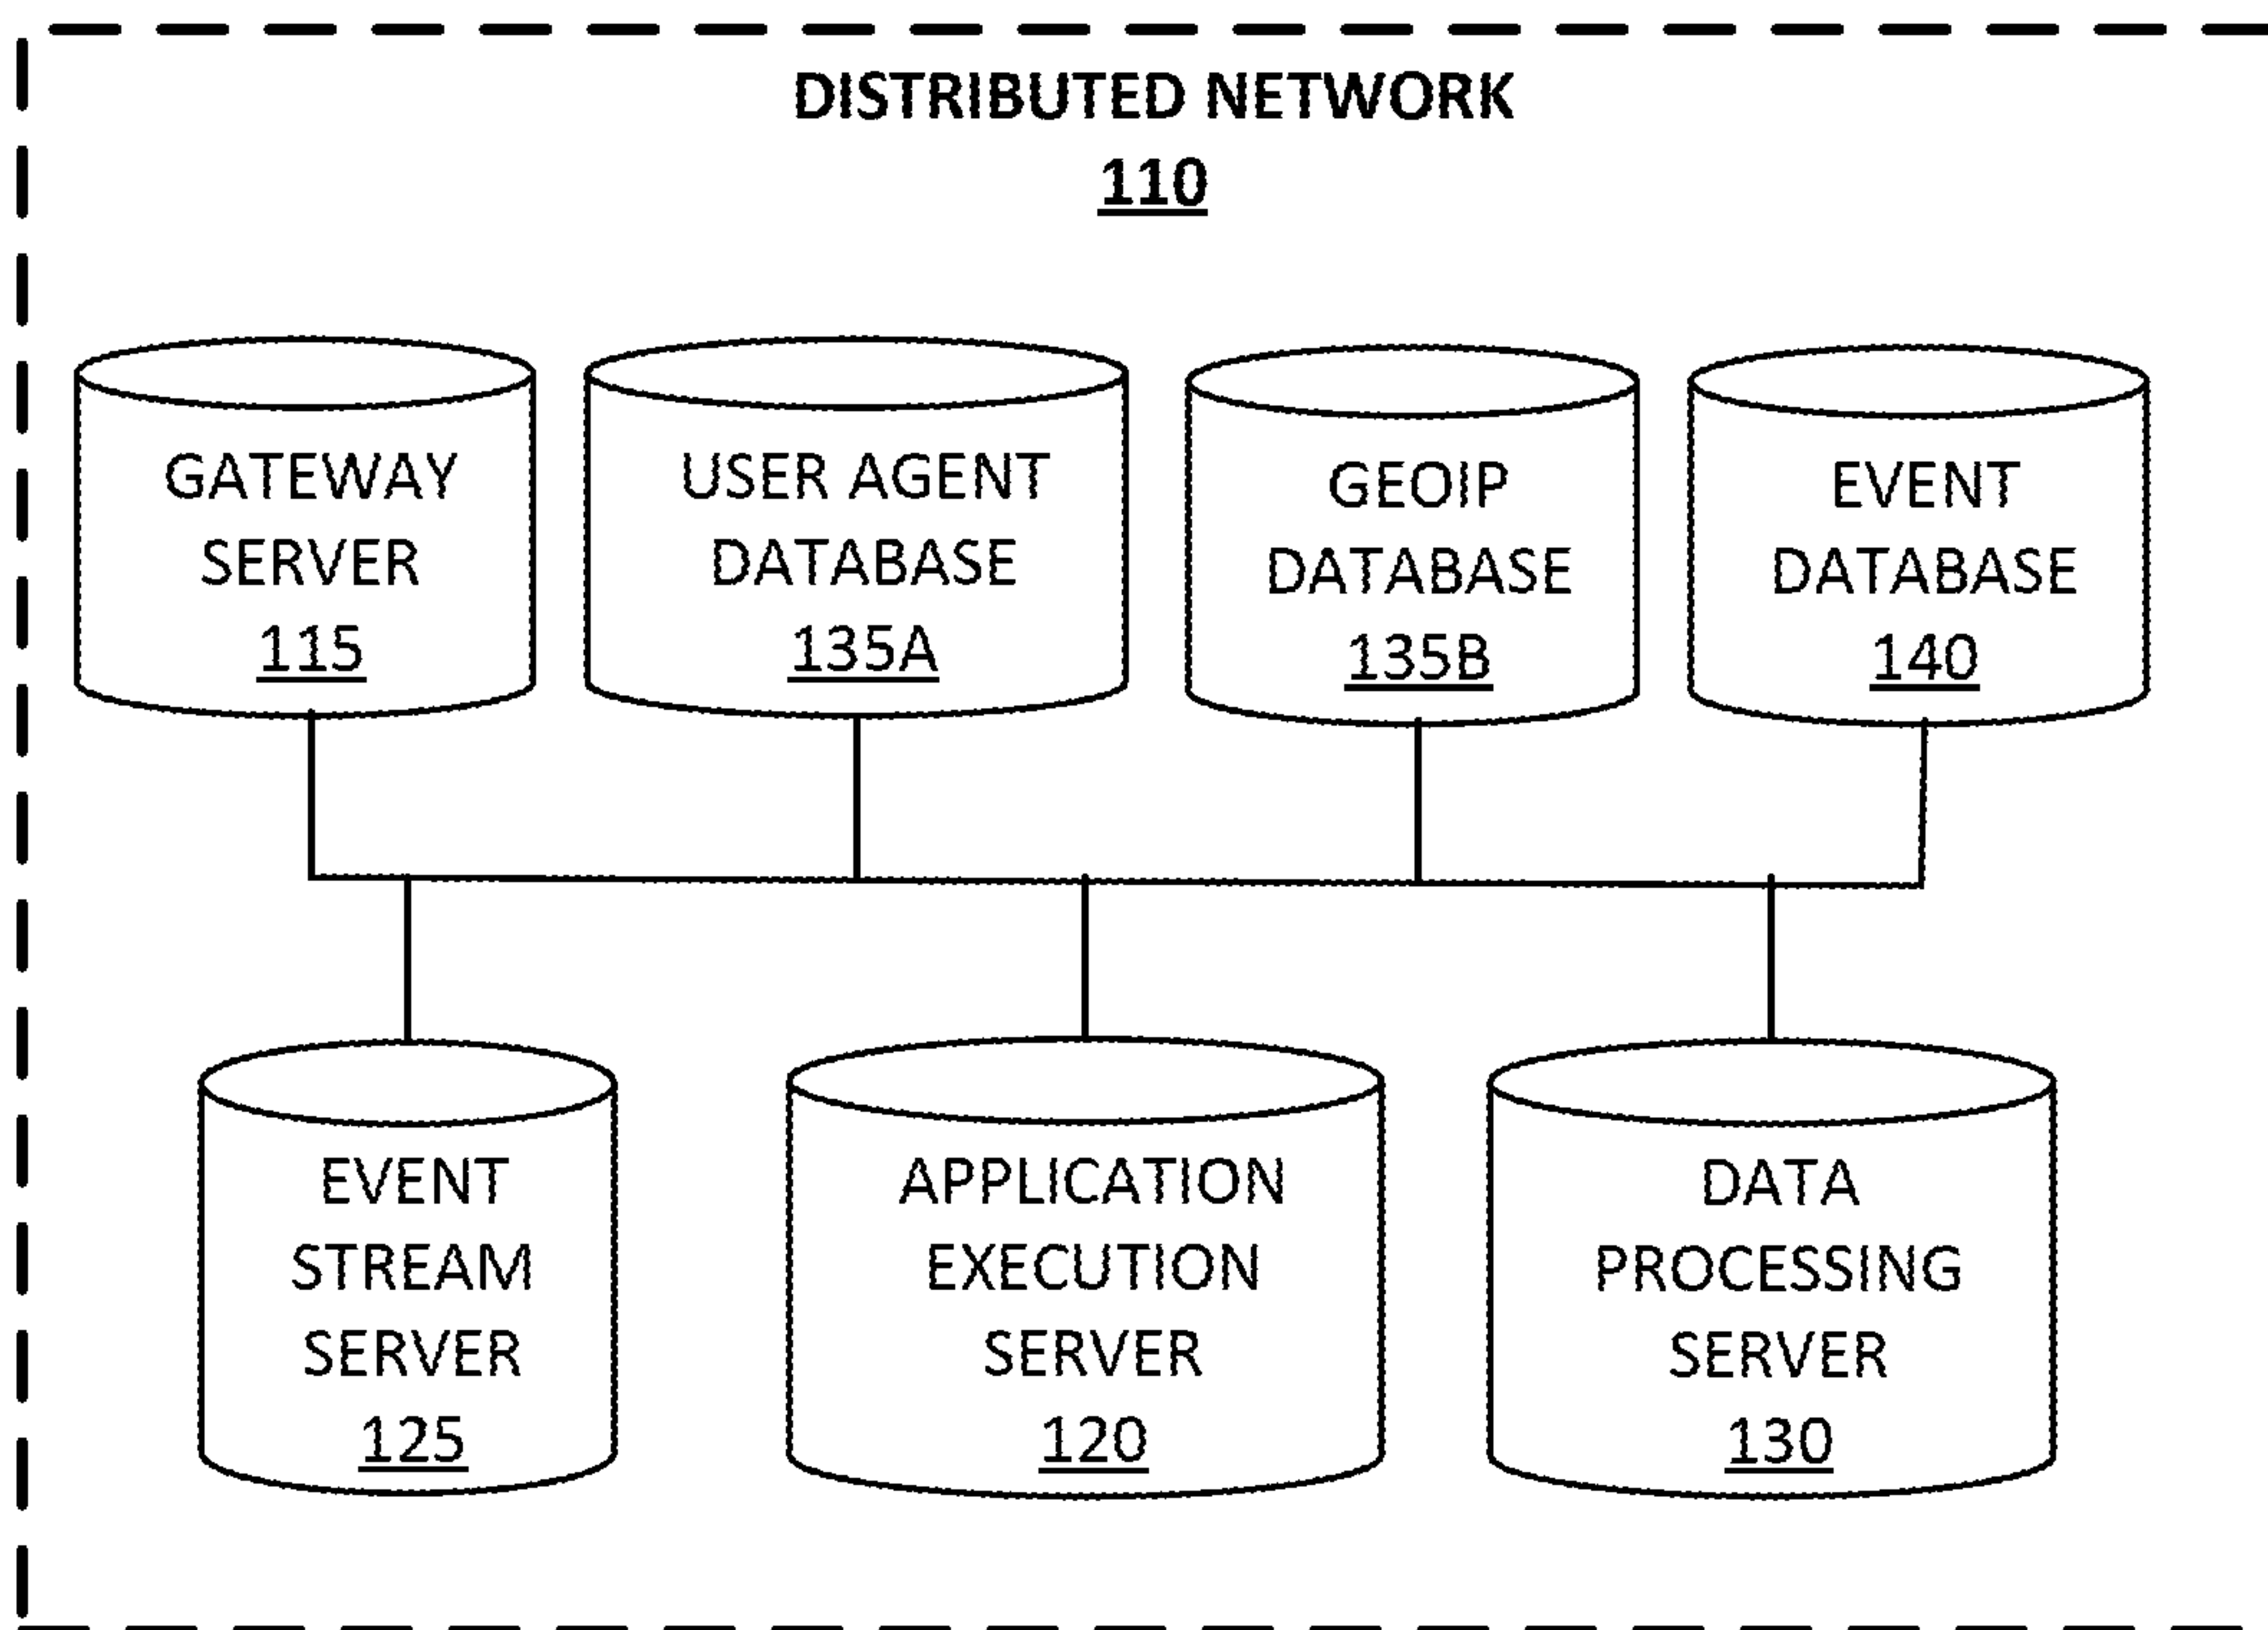 DISTRIBUTED NETWORK
110
GATEWAY
SERVER
115
USER AGENT
DATABASE
135A
GEOIP
DATABASE
135B
EVENT
DATABASE
140
EVENT
STREAM
SERVER
125
APPLICATION
EXECUTION
SERVER
120
DATA
PROCESSING
SERVER
130